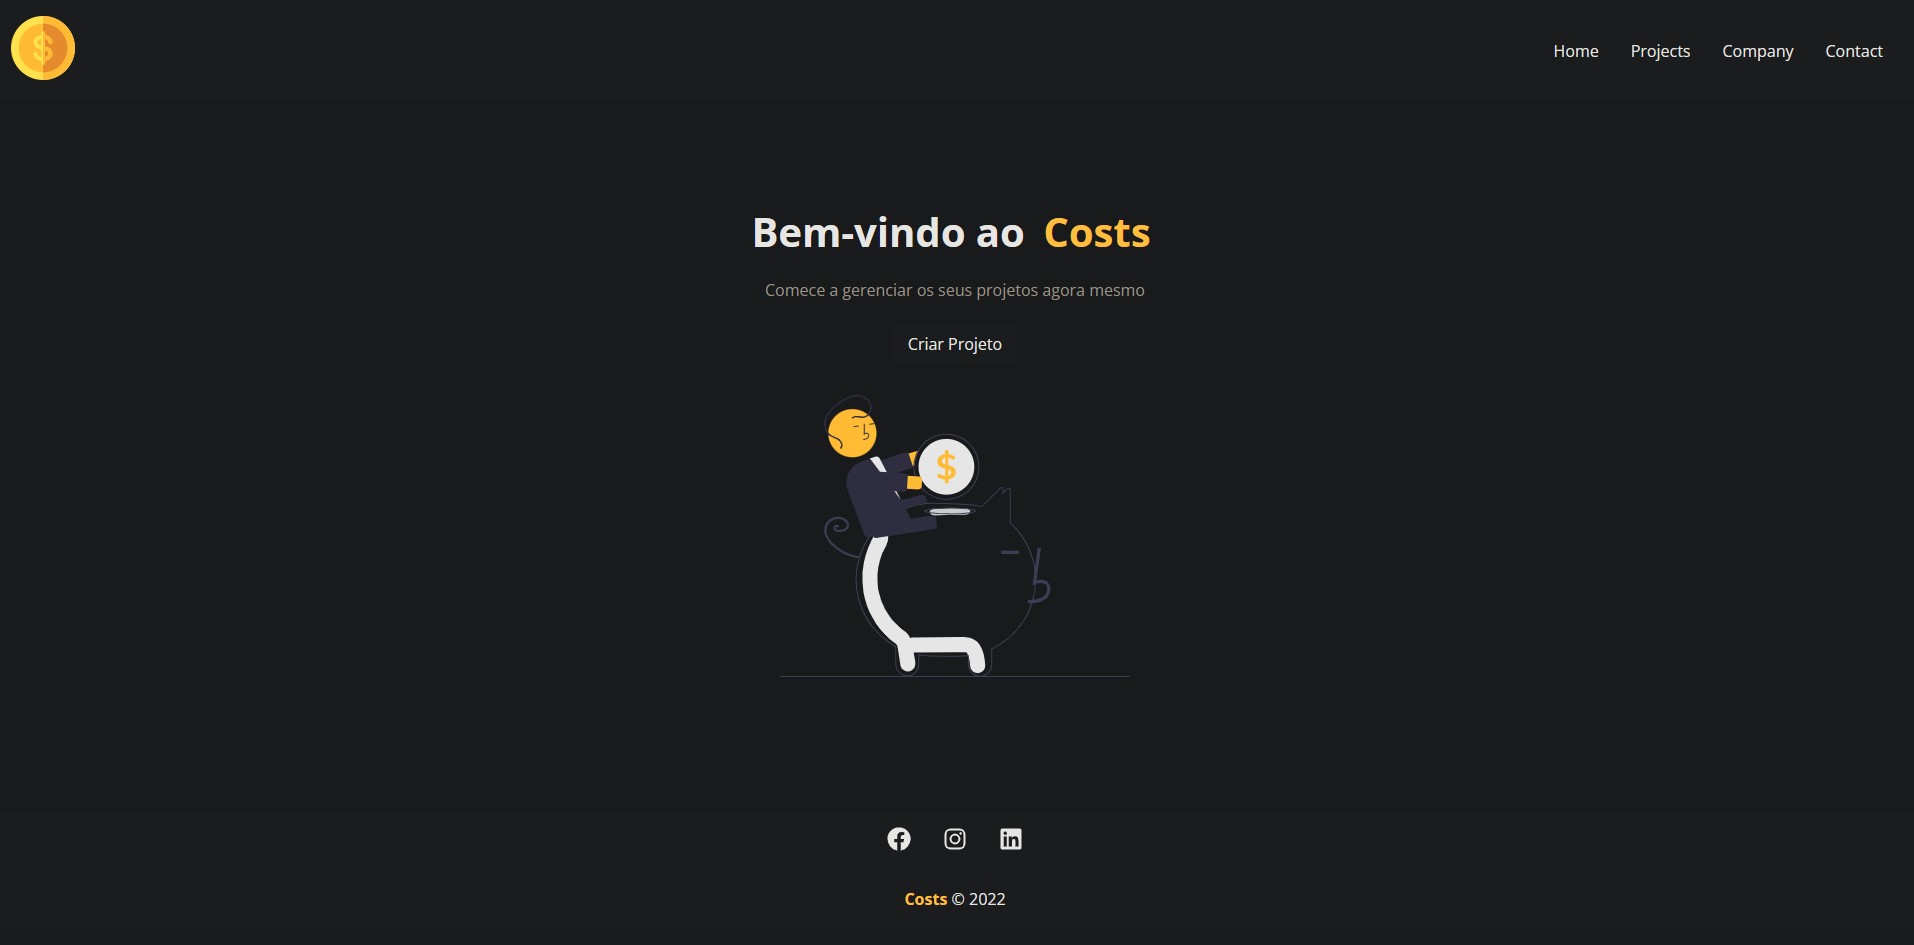 $
Home Projects Company Contact
Bem-vindo ao Costs
Comece a gerenciar os seus projetos agora mesmo
Criar Projeto
$
Costs © 2022